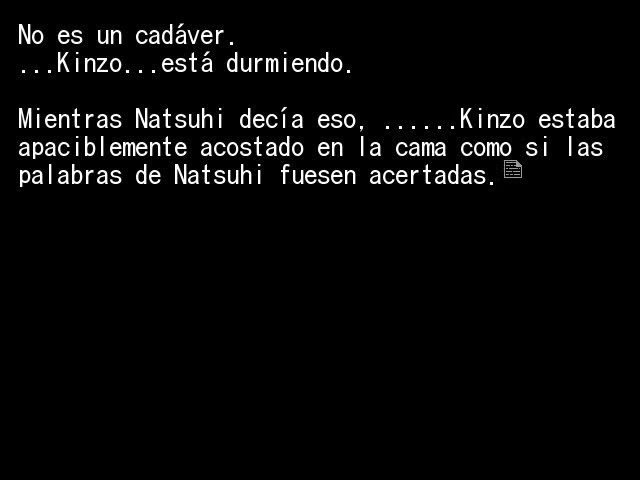 No es un cadáver.
...Kinzo...está durmiendo.
Mientras Natsuhi decía eso, ......Kinzo estaba
apaciblemente acostado en la cama como si las
palabras de Natsuhi fuesen acertadas.